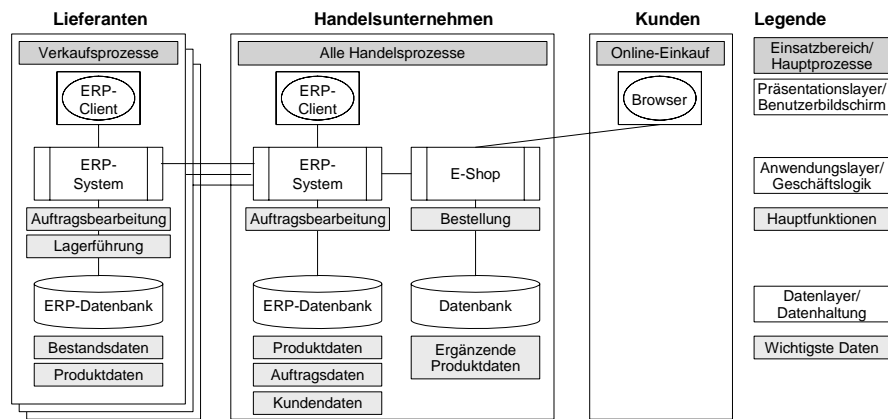 Lieferanten
Handelsunternehmen
Kunden
Legende
Verkaufsprozesse
Alle Handelsprozesse
Online-Einkauf
Einsatzbereich/
Hauptprozesse
ERP-
Client
ERP-
Client
Browser
Präsentationslayer/
Benutzerbildschirm
ERP-
System
ERP-
System
E-Shop
Anwendungslayer/
Geschäftslogik
Auftragsbearbeitung
Lagerführung
Auftragsbearbeitung
Bestellung
Hauptfunktionen
ERP-Datenbank
ERP-Datenbank
Datenbank
Datenlayer/
Datenhaltung
Bestandsdaten
Produktdaten
Produktdaten
Auftragsdaten
Kundendaten
Ergänzende
Produktdaten
Wichtigste Daten